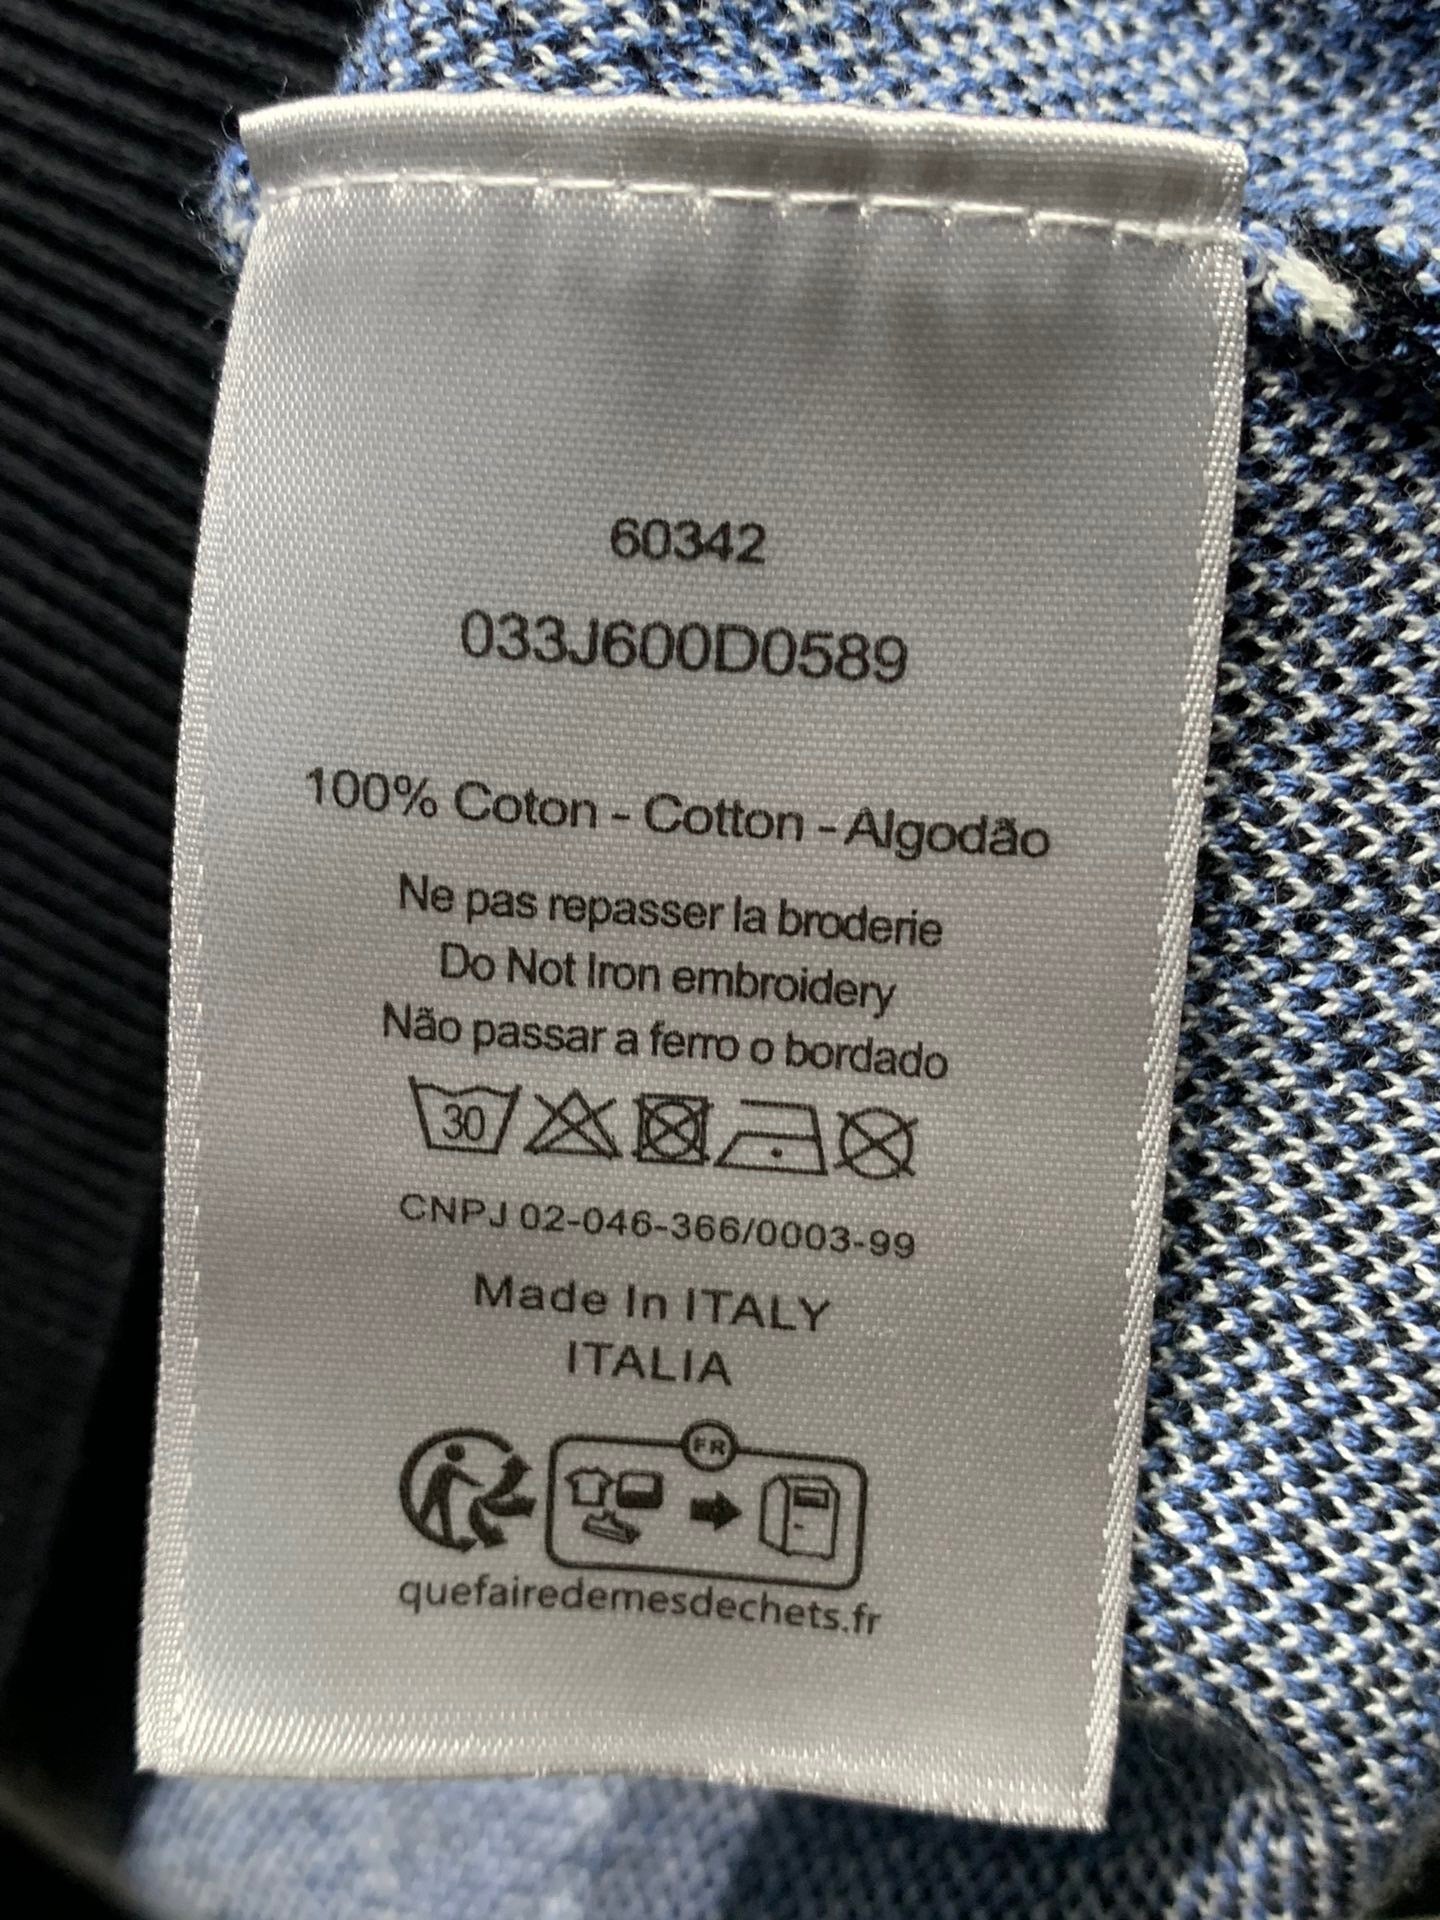 60342
033J600D0589
100% Coton - Cotton - Algodão
Ne pas repasser la broderie
Do Not Iron embroidery
Não passar a ferro o bordado
30
CNPJ 02-046-366/0003-99
Made In ITALY
ITALIA
FR
quefairedemesdechets.fr